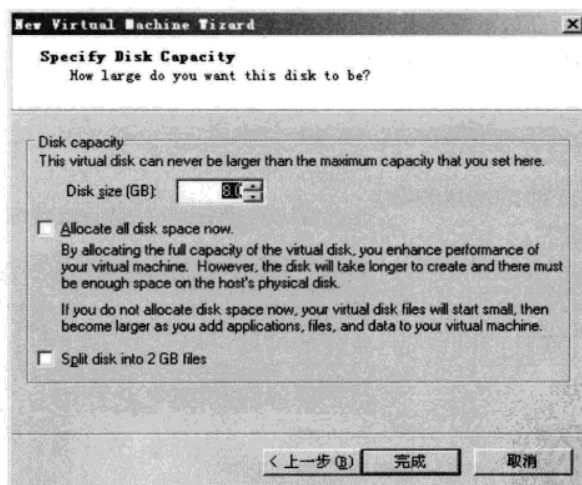 New Virtual Machine Wizard
Specify Disk Capacity
How large do you want this disk to be?
Disk capacity
This virtual disk can never be larger than the maximum capacity that you set here.
Disk size (GB): 8.0
Allocate all disk space now.
By allocating the full capacity of the virtual disk, you enhance performance of
your virtual machine. However, the disk will take longer to create and there must
be enough space on the host's physical disk.
If you do not allocate disk space now, your virtual disk files will start small, then
become larger as you add applications, files, and data to your virtual machine.
Split disk into 2 GB files
< 上一步(B) 完成 取消